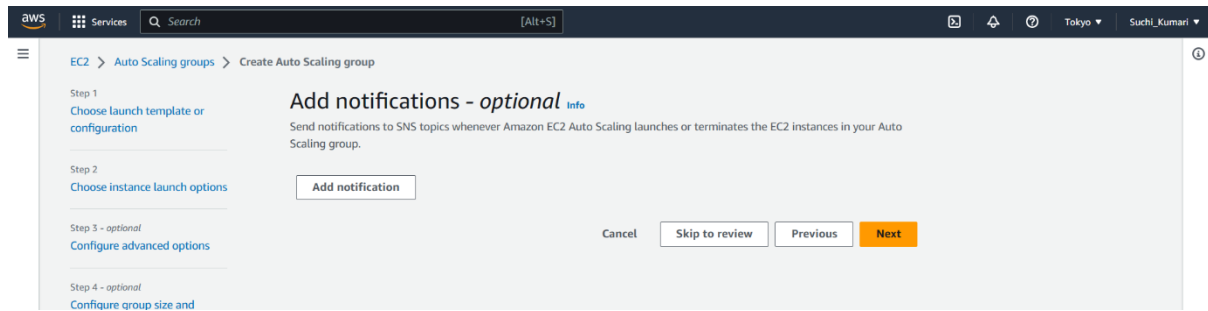 aws Services Search [Alt+S] Tokyo ▼ Suchi_Kumari ▼
EC2 > Auto Scaling groups > Create Auto Scaling group
Step 1
Choose launch template or
configuration
Step 2
Choose instance launch options
Step 3 - optional
Configure advanced options
Step 4 - optional
Configure group size and
Add notifications - optional Info
Send notifications to SNS topics whenever Amazon EC2 Auto Scaling launches or terminates the EC2 instances in your Auto
Scaling group.
Add notification
Cancel Skip to review Previous Next